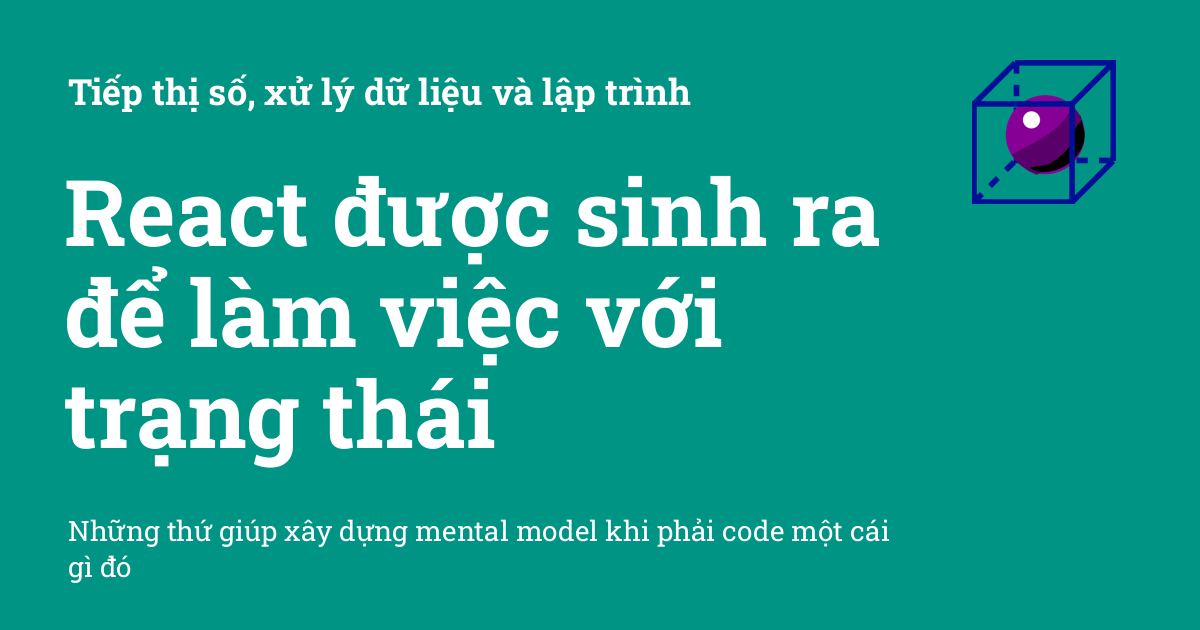 Tiếp thị số, xử lý dữ liệu và lập trình
React được sinh ra
để làm việc với
trạng thái
Những thứ giúp xây dựng mental model khi phải code một cái
gì đó